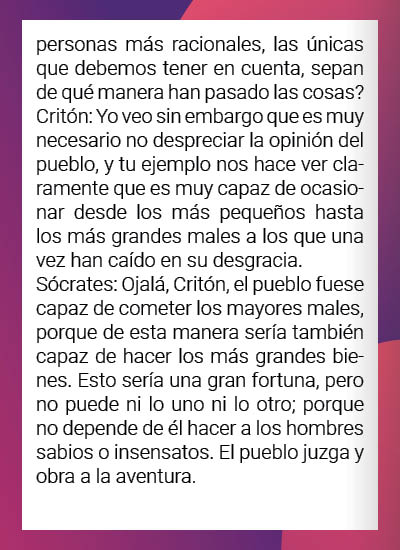 personas más racionales, las únicas
que debemos tener en cuenta, sepan
de qué manera han pasado las cosas?
Critón: Yo veo sin embargo que es muy
necesario no despreciar la opinión del
pueblo, y tu ejemplo nos hace ver cla-
ramente que es muy capaz de ocasio-
nar desde los más pequeños hasta
los más grandes males a los que una
vez han caído en su desgracia.
Sócrates: Ojalá, Critón, el pueblo fuese
capaz de cometer los mayores males,
porque de esta manera sería también
capaz de hacer los más grandes bie-
nes. Esto sería una gran fortuna, pero
no puede ni lo uno ni lo otro; porque
no depende de él hacer a los hombres
sabios o insensatos. El pueblo juzga y
obra a la aventura.